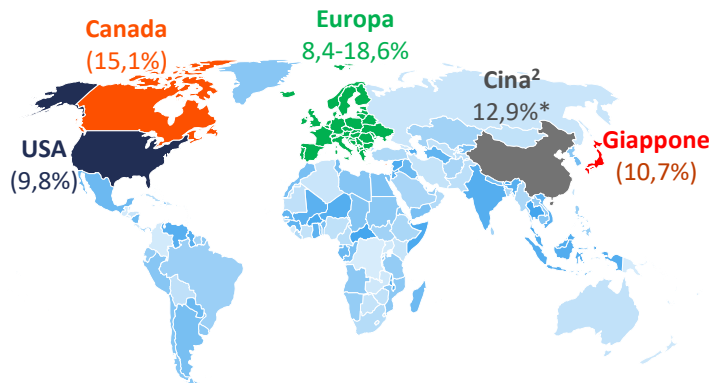 Canada
(15,1%)
Europa
8,4-18,6%
Cina²
12,9%*
USA
(9,8%)
Giappone
(10,7%)